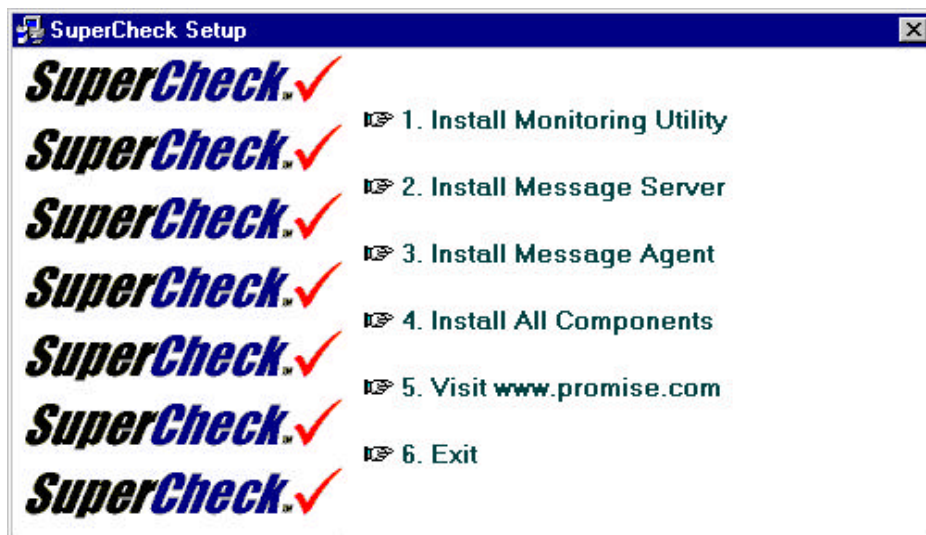 SuperCheck Setup
SuperCheck
SuperCheck
SuperCheck
SuperCheck
SuperCheck
SuperCheck
SuperCheck
1. Install Monitoring Utility
2. Install Message Server
3. Install Message Agent
4. Install All Components
5. Visit www.promise.com
6. Exit